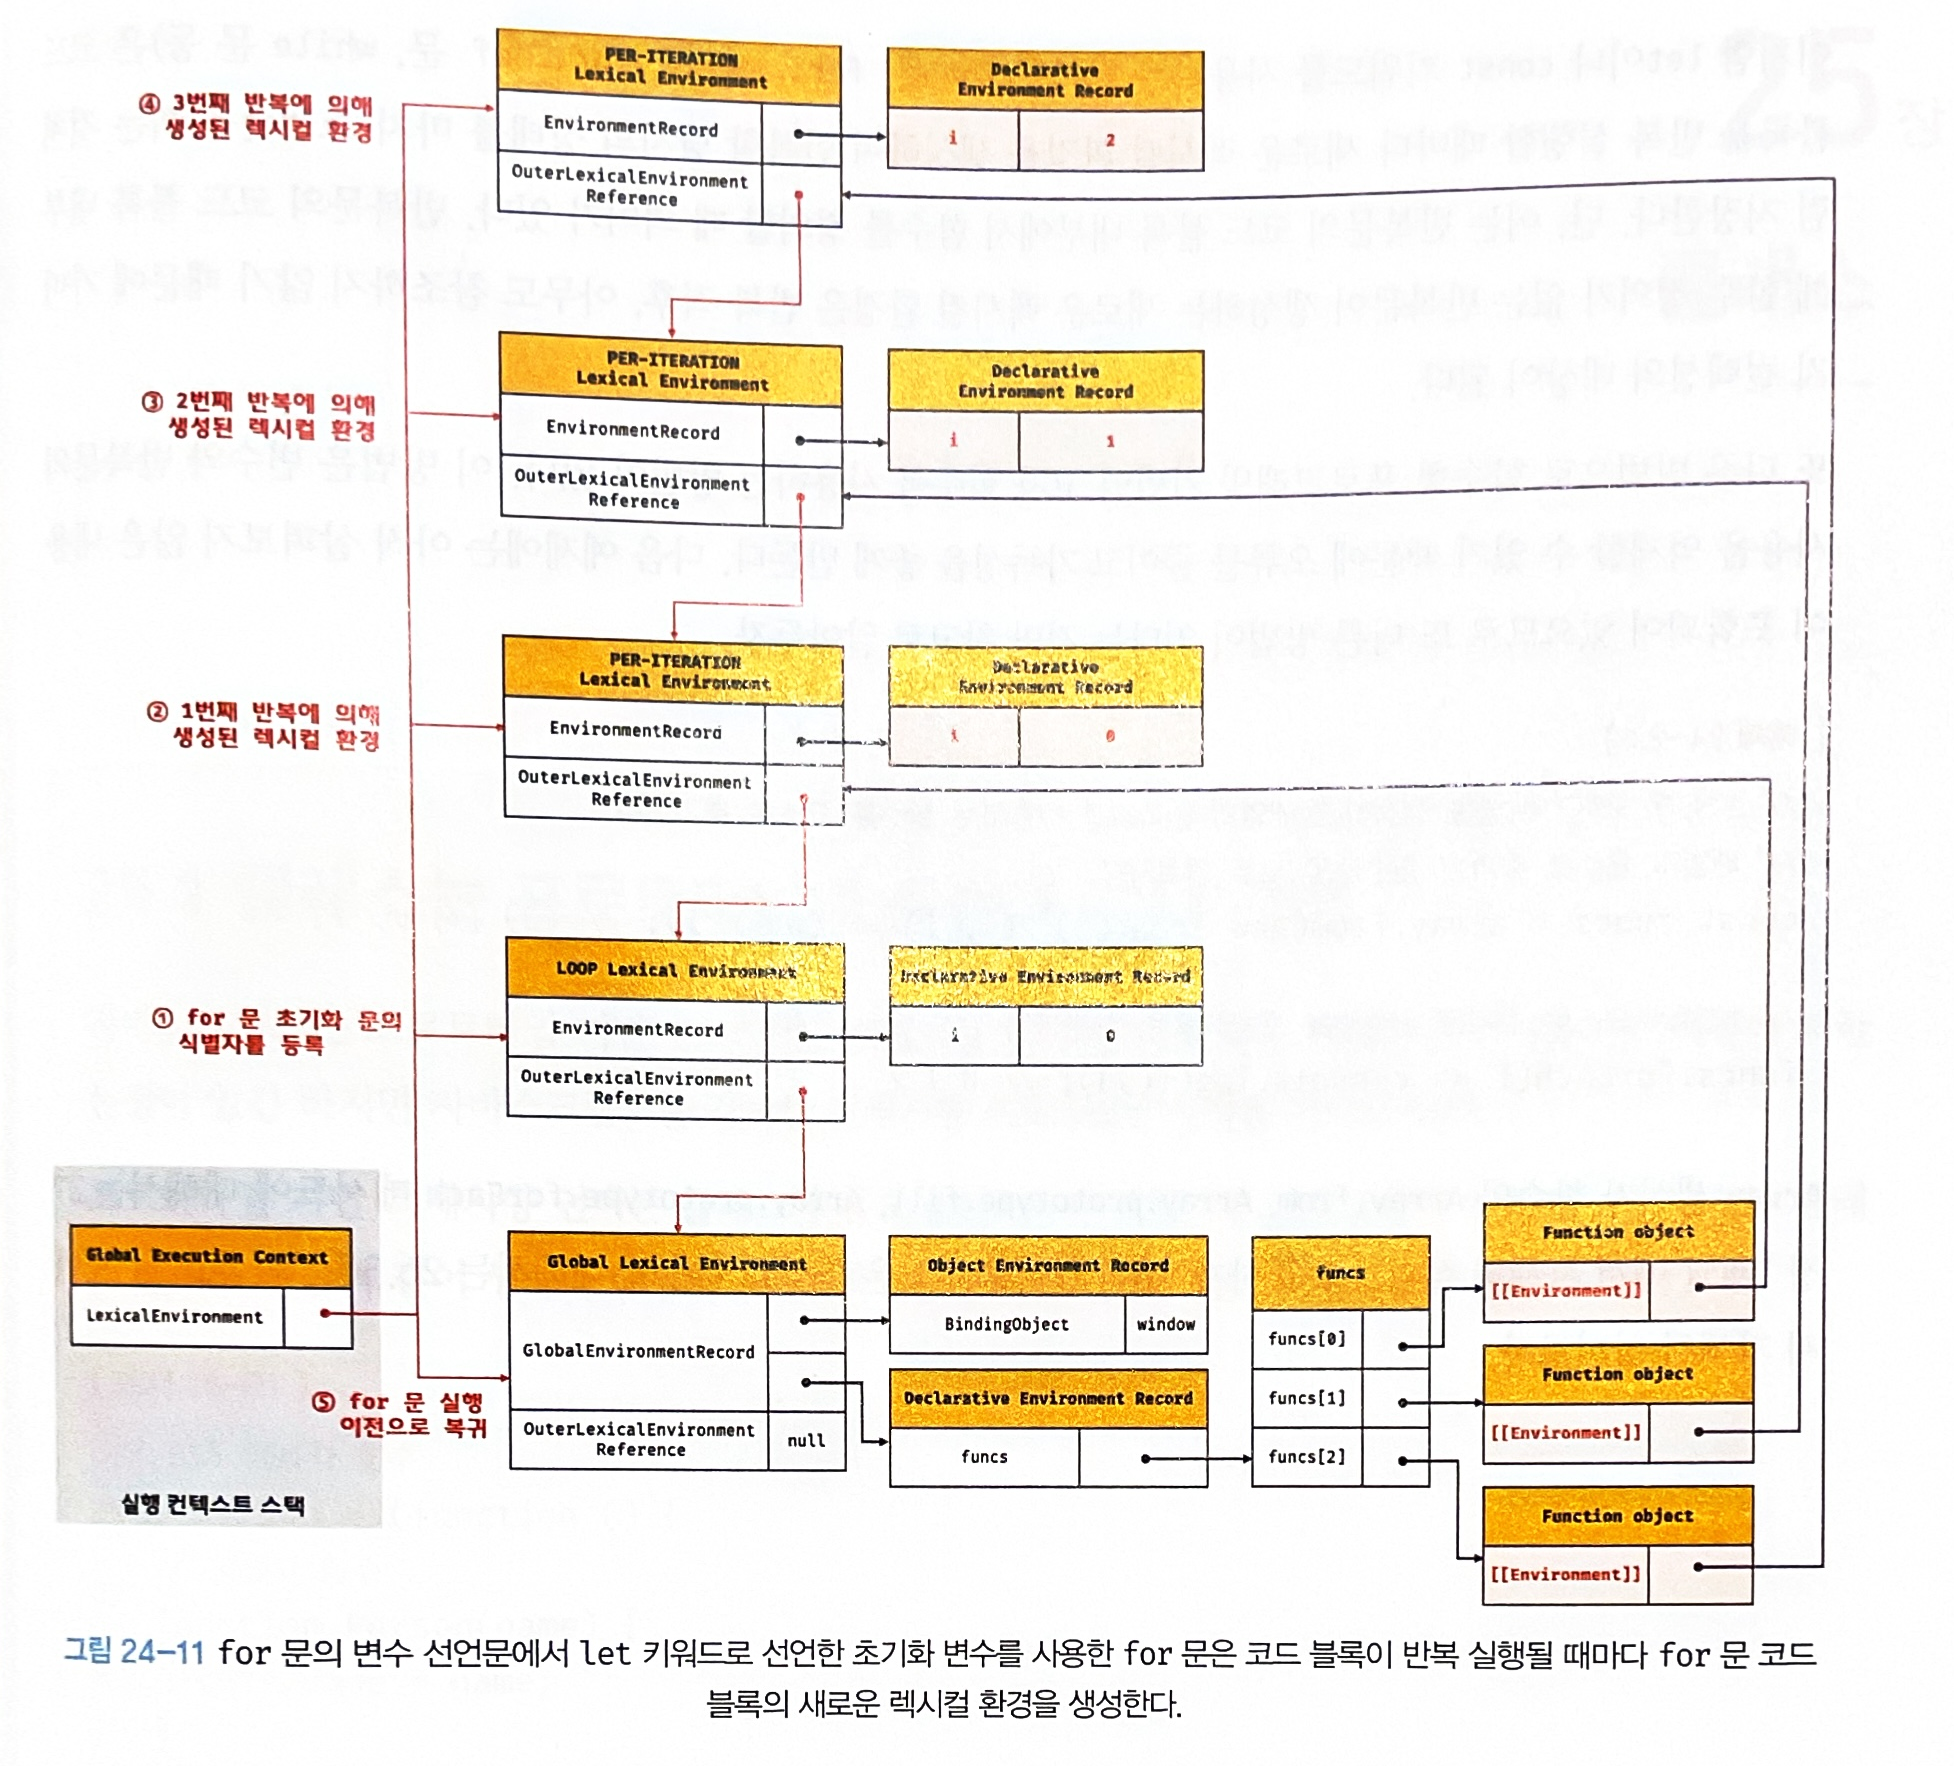 PER-ITERATION
Lexical Environment
Declarative
Environment Record
④ 3번째 반복에 의해
생성된 렉시컬 환경
EnvironmentRecord
i
2
OuterLexicalEnvironment
Reference
PER-ITERATION
Lexical Environment
Declarative
Environment Record
③ 2번째 반복에 의해
생성된 렉시컬 환경
EnvironmentRecord
i
1
OuterLexicalEnvironment
Reference
PER-ITERATION
Lexical Environment
Declarative
Environment Record
② 1번째 반복에 의해
생성된 렉시컬 환경
EnvironmentRecord
i
0
OuterLexicalEnvironment
Reference
LOOP Lexical Environment
Declarative Environment Record
① for 문 초기화 문의
식별자를 등록
EnvironmentRecord
i
0
OuterLexicalEnvironment
Reference
Global Execution Context
LexicalEnvironment
실행 컨텍스트 스택
⑤ for 문 실행
이전으로 복귀
Global Lexical Environment
GlobalEnvironmentRecord
OuterLexicalEnvironment
Reference
null
Object Environment Record
BindingObject
window
Declarative Environment Record
funcs
funcs
funcs[0]
funcs[1]
funcs[2]
Function object
[[Environment]]
Function object
[[Environment]]
Function object
[[Environment]]
그림 24-11 for 문의 변수 선언문에서 let 키워드로 선언한 초기화 변수를 사용한 for 문은 코드 블록이 반복 실행될 때마다 for 문 코드
블록의 새로운 렉시컬 환경을 생성한다.